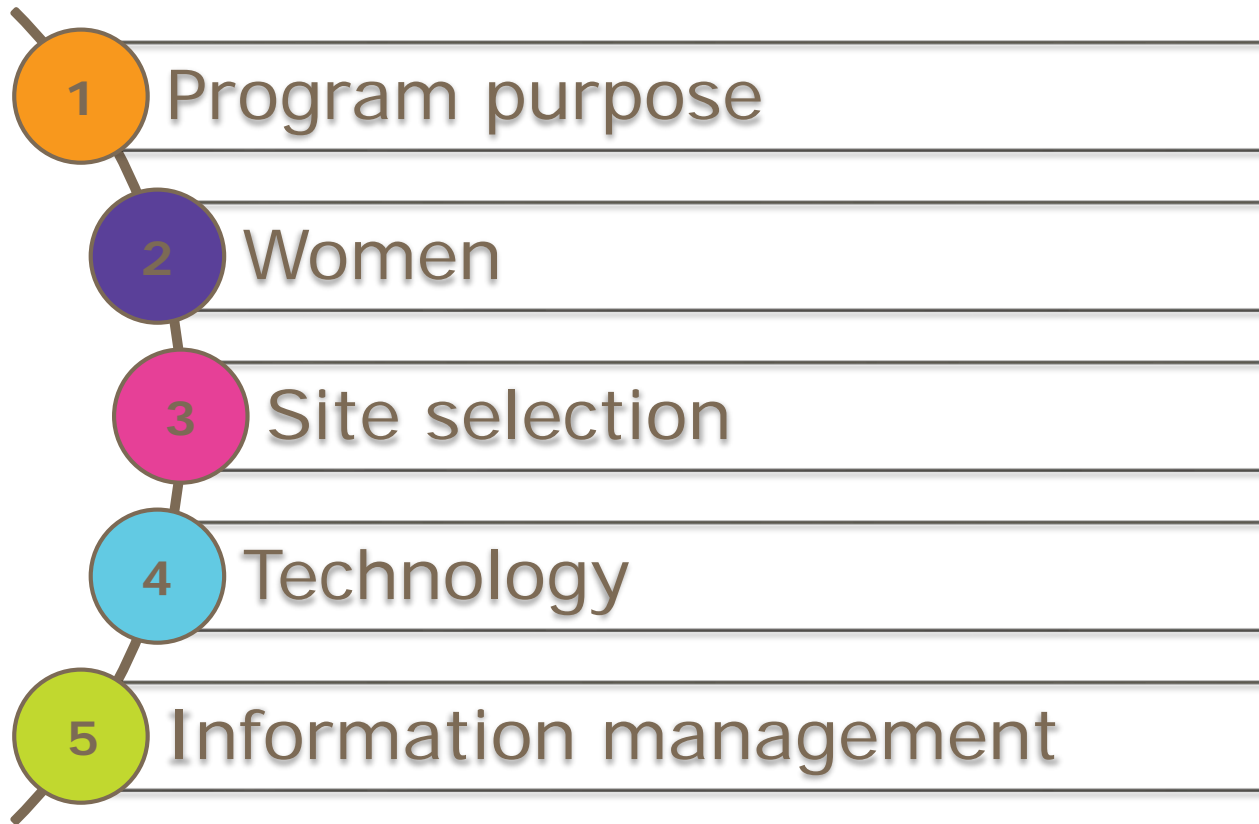 1 Program purpose
2 Women
3 Site selection
4 Technology
5 Information management